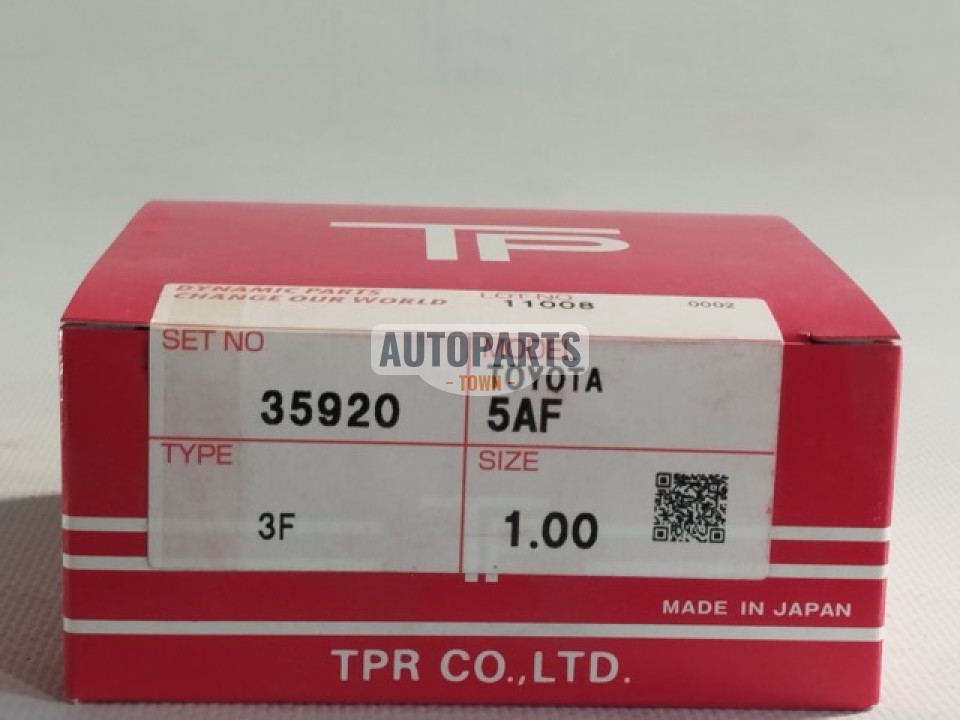 TP
DYNAMIC PARTS
CHANGE OUR WORLD
LOT NO
11008
0002
AUTOPARTS
- TOWN -
SET NO
35920
MODEL
TOYOTA
5AF
TYPE
3F
SIZE
1.00
MADE IN JAPAN
TPR CO.,LTD.